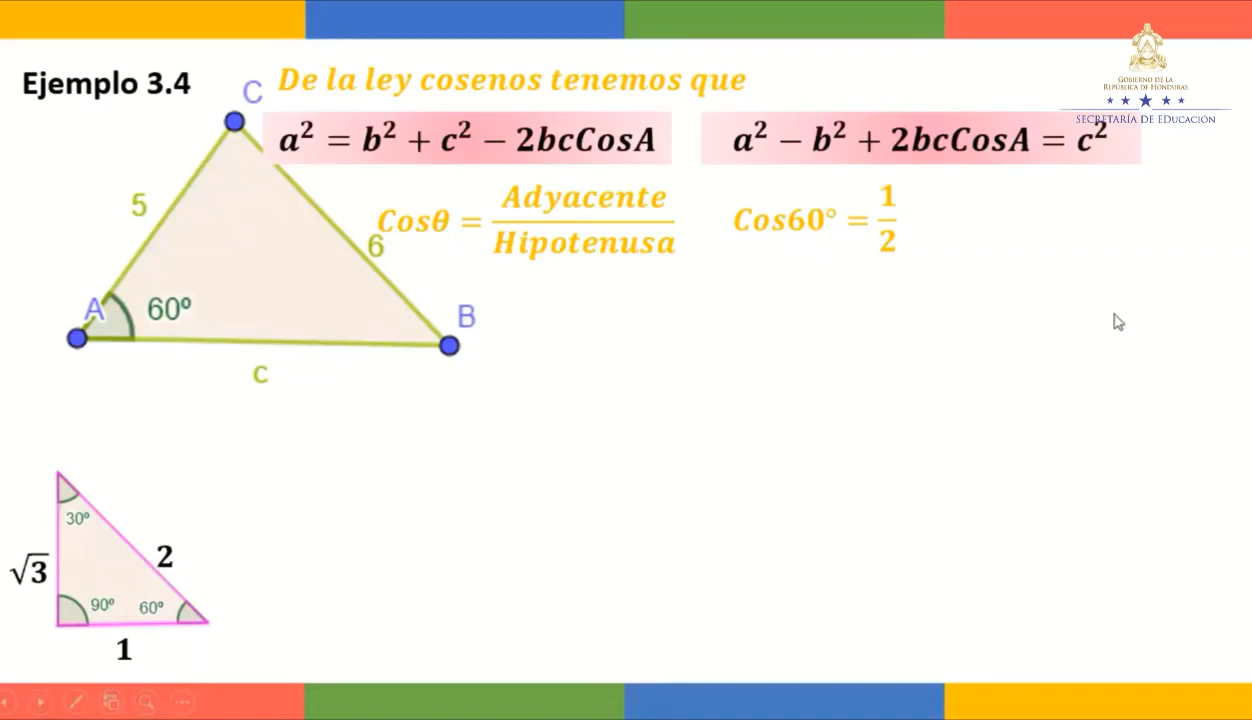 Ejemplo 3.4
De la ley cosenos tenemos que
GOBIERNO DE LA
REPÚBLICA DE HONDURAS
SECRETARÍA DE EDUCACIÓN
a² = b² + c² − 2bcCosA
a² − b² + 2bcCosA = c²
Cosθ = Adyacente / Hipotenusa
Cos60° = 1/2
C
5
6
A
60º
B
c
30º
√3
2
90º
60º
1